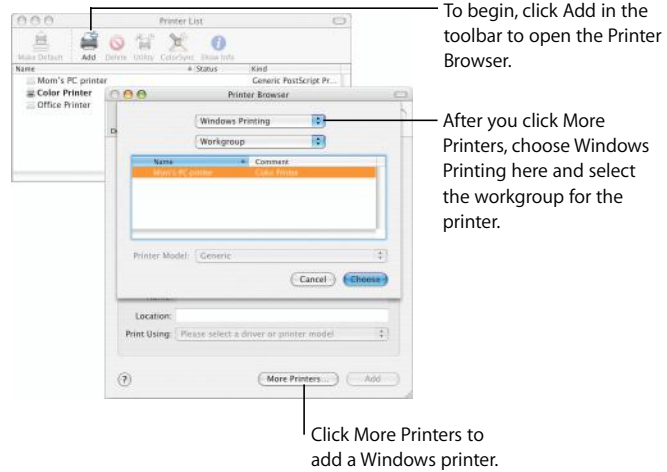 Printer List
Make Default Add Delete Utility ColorSync Show Info
Name Status Kind
Mom's PC printer Generic PostScript Pr...
Color Printer
Office Printer
Printer Browser
Windows Printing
Workgroup
Name Comment
Mom's PC printer Color Printer
Printer Model: Generic
Cancel Choose
Name:
Location:
Print Using: Please select a driver or printer model
? More Printers... Add
To begin, click Add in the
toolbar to open the Printer
Browser.
After you click More
Printers, choose Windows
Printing here and select
the workgroup for the
printer.
Click More Printers to
add a Windows printer.